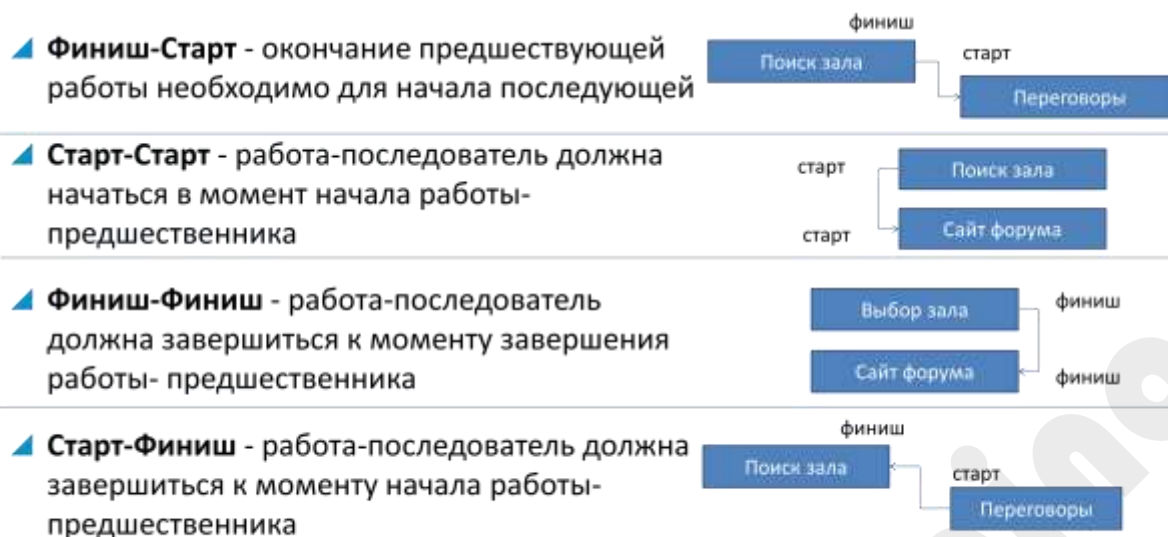 Финиш-Старт - окончание предшествующей
работы необходимо для начала последующей
финиш
Поиск зала
старт
Переговоры
Старт-Старт - работа-последователь должна
начаться в момент начала работы-
предшественника
старт
Поиск зала
старт
Сайт форума
Финиш-Финиш - работа-последователь
должна завершиться к моменту завершения
работы- предшественника
Выбор зала
финиш
Сайт форума
финиш
Старт-Финиш - работа-последователь должна
завершиться к моменту начала работы-
предшественника
финиш
Поиск зала
старт
Переговоры